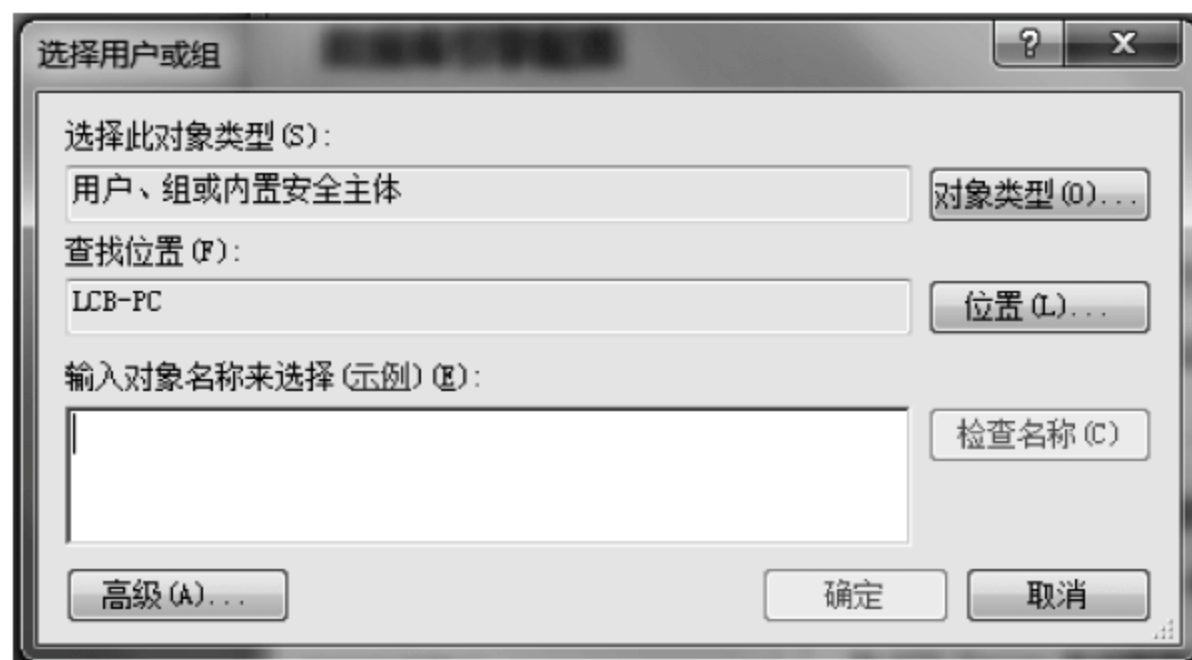 选择用户或组
? X
选择此对象类型(S):
用户、组或内置安全主体
对象类型(O)...
查找位置(F):
LCB-PC
位置(L)...
输入对象名称来选择(示例)(E):
检查名称(C)
高级(A)...
确定
取消